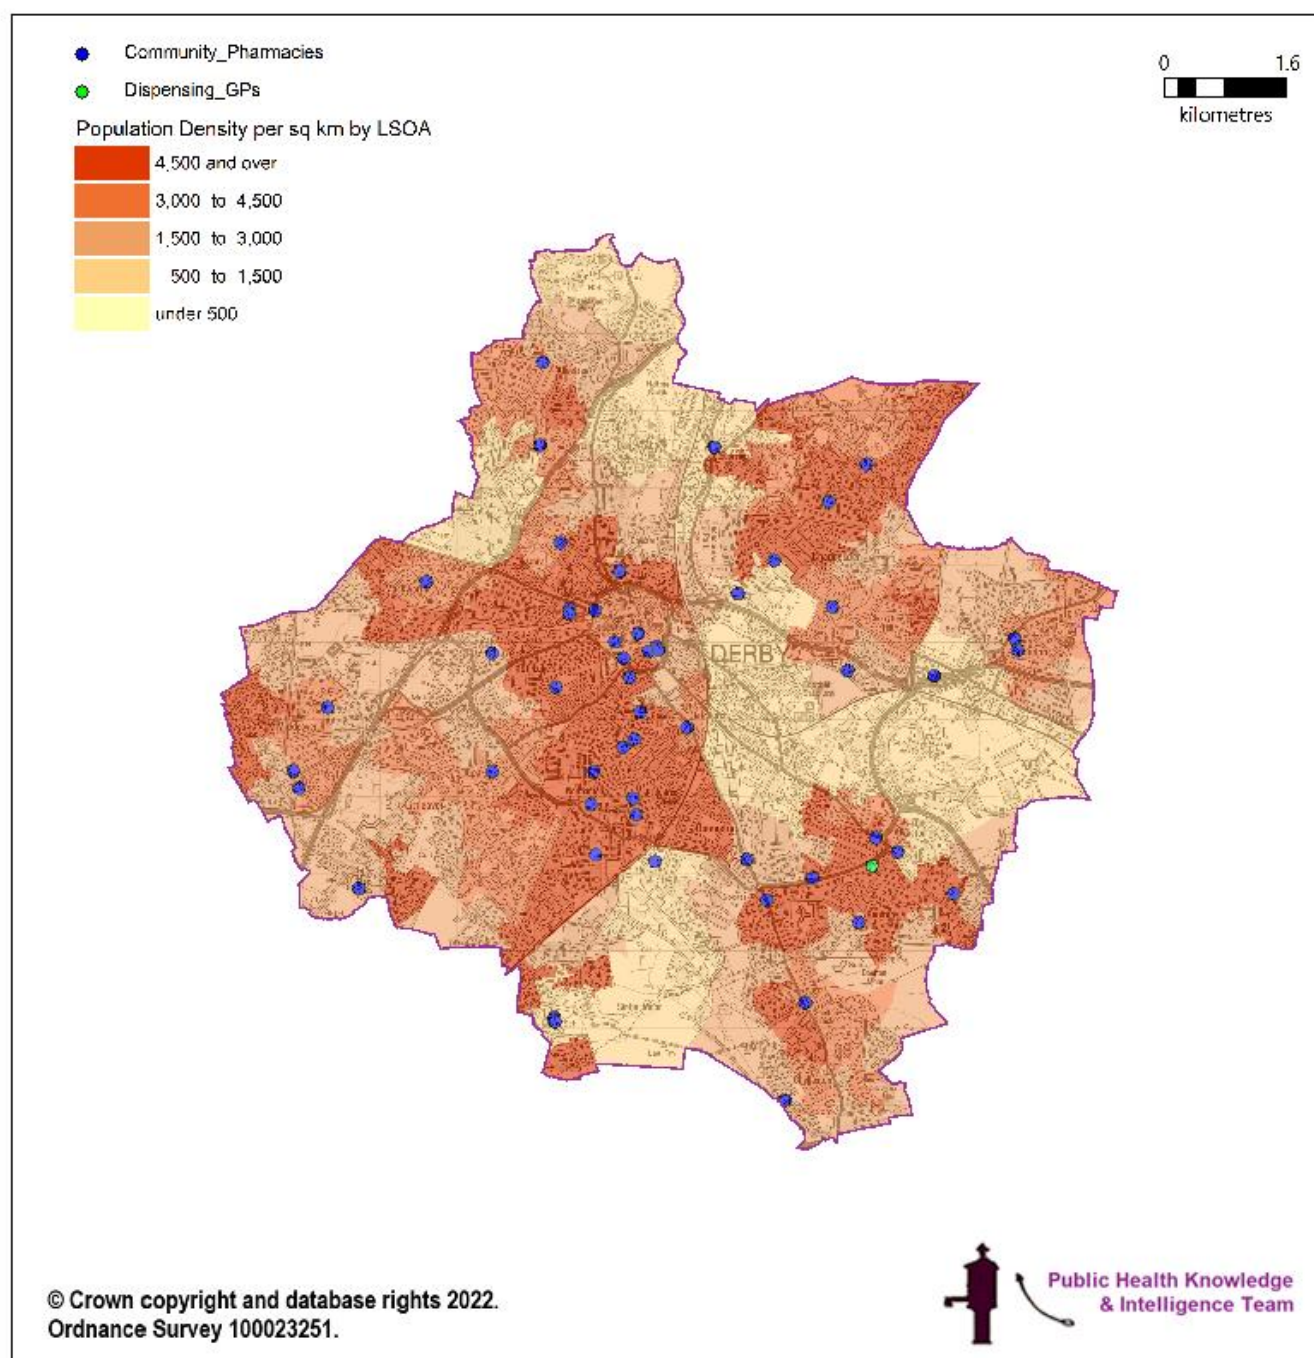 Community_Pharmacies
Dispensing_GPs
Population Density per sq km by LSOA
4,500 and over
3,000 to 4,500
1,500 to 3,000
500 to 1,500
under 500
0 1.6
kilometres
DERBY
© Crown copyright and database rights 2022.
Ordnance Survey 100023251.
Public Health Knowledge
& Intelligence Team